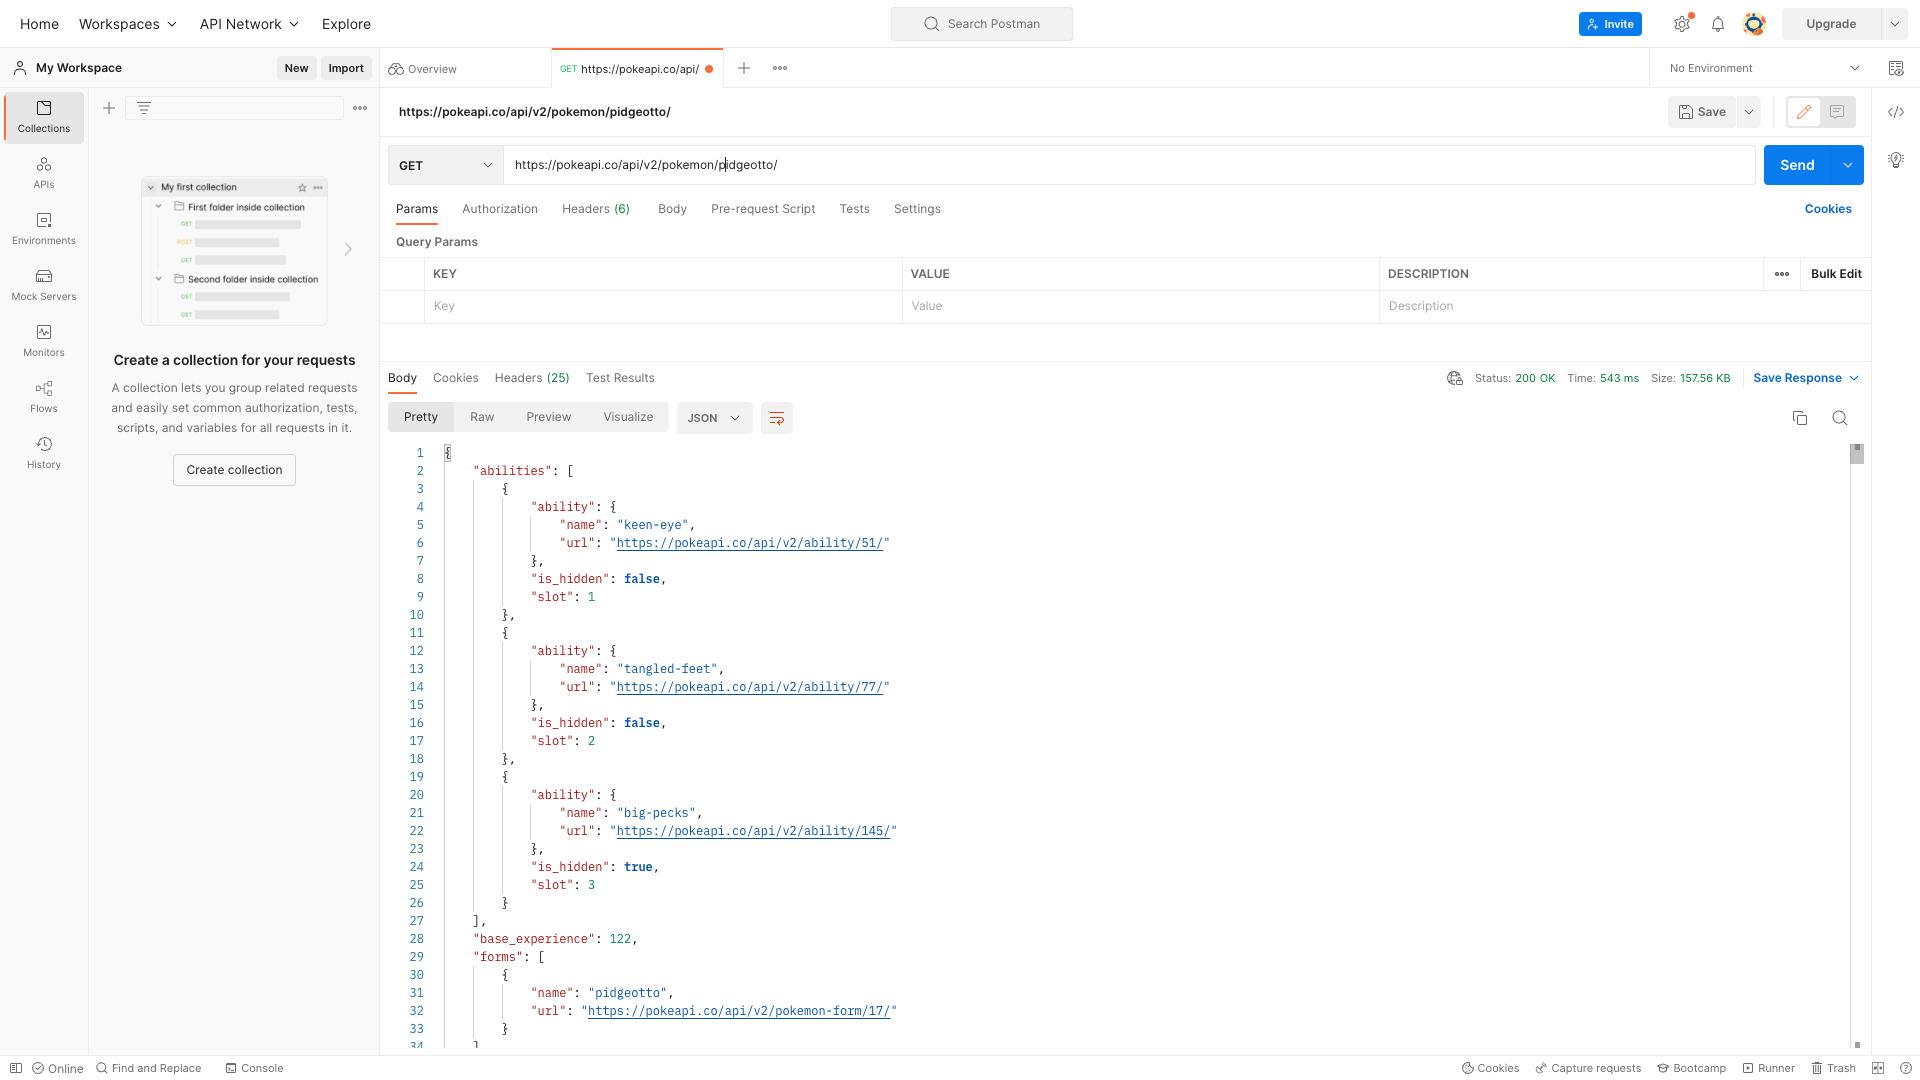 Home
Workspaces
API Network
Explore
Search Postman
Invite
Upgrade
My Workspace
New
Import
Overview
GET https://pokeapi.co/api/
No Environment
Collections
APIs
Environments
Mock Servers
Monitors
Flows
History
My first collection
First folder inside collection
GET
POST
GET
Second folder inside collection
GET
GET
Create a collection for your requests
A collection lets you group related requests
and easily set common authorization, tests,
scripts, and variables for all requests in it.
Create collection
https://pokeapi.co/api/v2/pokemon/pidgeotto/
Save
GET
https://pokeapi.co/api/v2/pokemon/pidgeotto/
Send
Params
Authorization
Headers (6)
Body
Pre-request Script
Tests
Settings
Cookies
Query Params
KEY
VALUE
DESCRIPTION
Bulk Edit
Key
Value
Description
Body
Cookies
Headers (25)
Test Results
Status: 200 OK
Time: 543 ms
Size: 157.56 KB
Save Response
Pretty
Raw
Preview
Visualize
JSON
1 {
2 "abilities": [
3 {
4 "ability": {
5 "name": "keen-eye",
6 "url": "https://pokeapi.co/api/v2/ability/51/"
7 },
8 "is_hidden": false,
9 "slot": 1
10 },
11 {
12 "ability": {
13 "name": "tangled-feet",
14 "url": "https://pokeapi.co/api/v2/ability/77/"
15 },
16 "is_hidden": false,
17 "slot": 2
18 },
19 {
20 "ability": {
21 "name": "big-pecks",
22 "url": "https://pokeapi.co/api/v2/ability/145/"
23 },
24 "is_hidden": true,
25 "slot": 3
26 }
27 ],
28 "base_experience": 122,
29 "forms": [
30 {
31 "name": "pidgeotto",
32 "url": "https://pokeapi.co/api/v2/pokemon-form/17/"
33 }
34 ]
Online
Find and Replace
Console
Cookies
Capture requests
Bootcamp
Runner
Trash